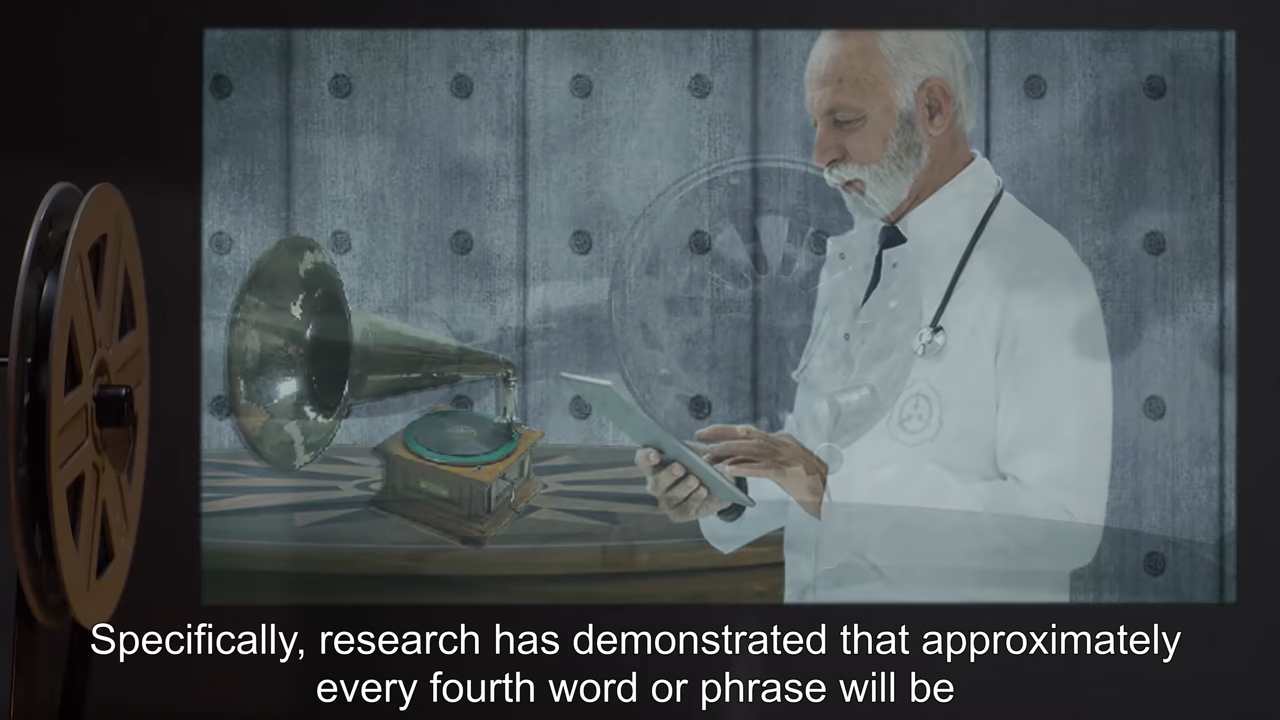 Specifically, research has demonstrated that approximately
every fourth word or phrase will be